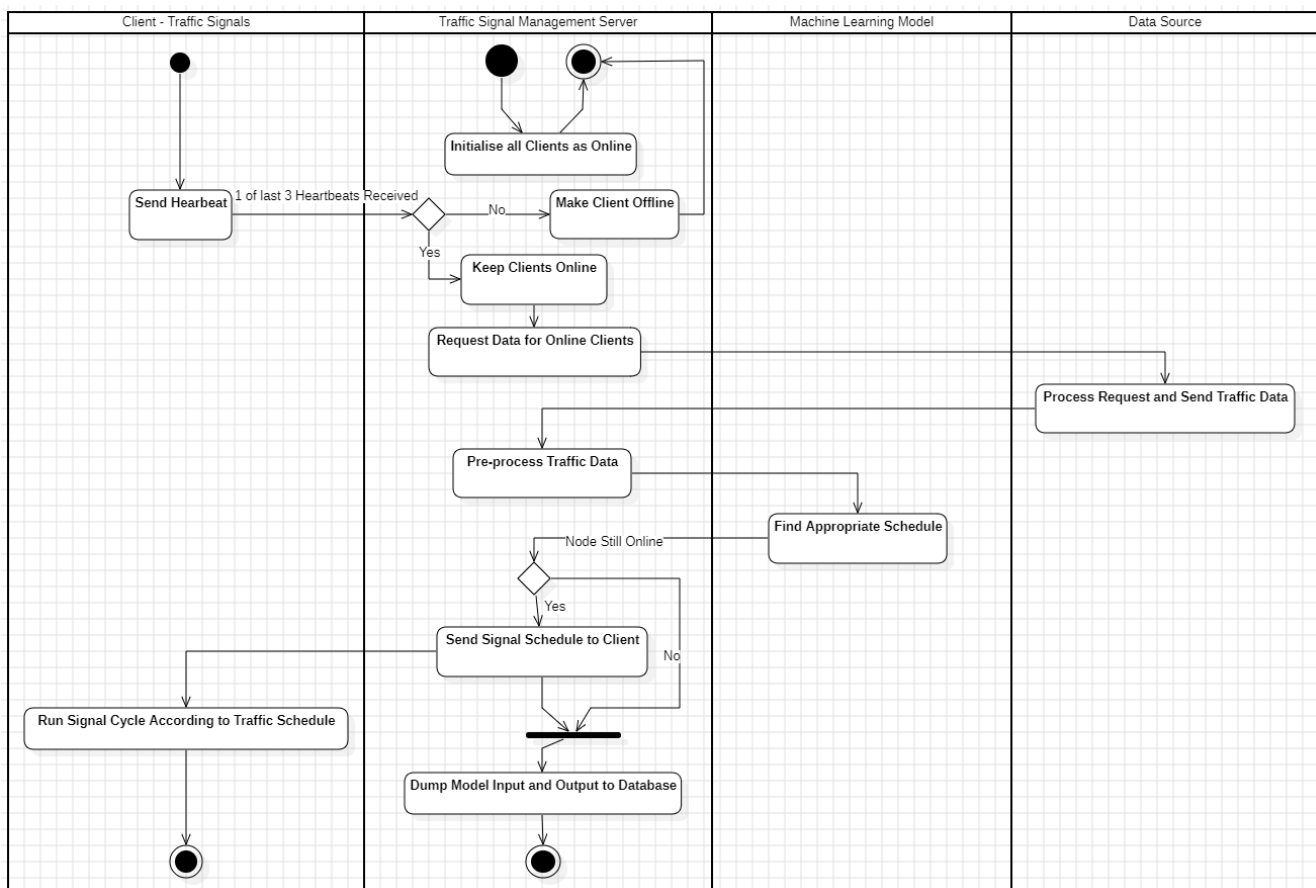 Client - Traffic Signals
Traffic Signal Management Server
Machine Learning Model
Data Source
Initialise all Clients as Online
Send Hearbeat
1 of last 3 Heartbeats Received
No
Make Client Offline
Yes
Keep Clients Online
Request Data for Online Clients
Process Request and Send Traffic Data
Pre-process Traffic Data
Find Appropriate Schedule
Node Still Online
Yes
Send Signal Schedule to Client
No
Run Signal Cycle According to Traffic Schedule
Dump Model Input and Output to Database